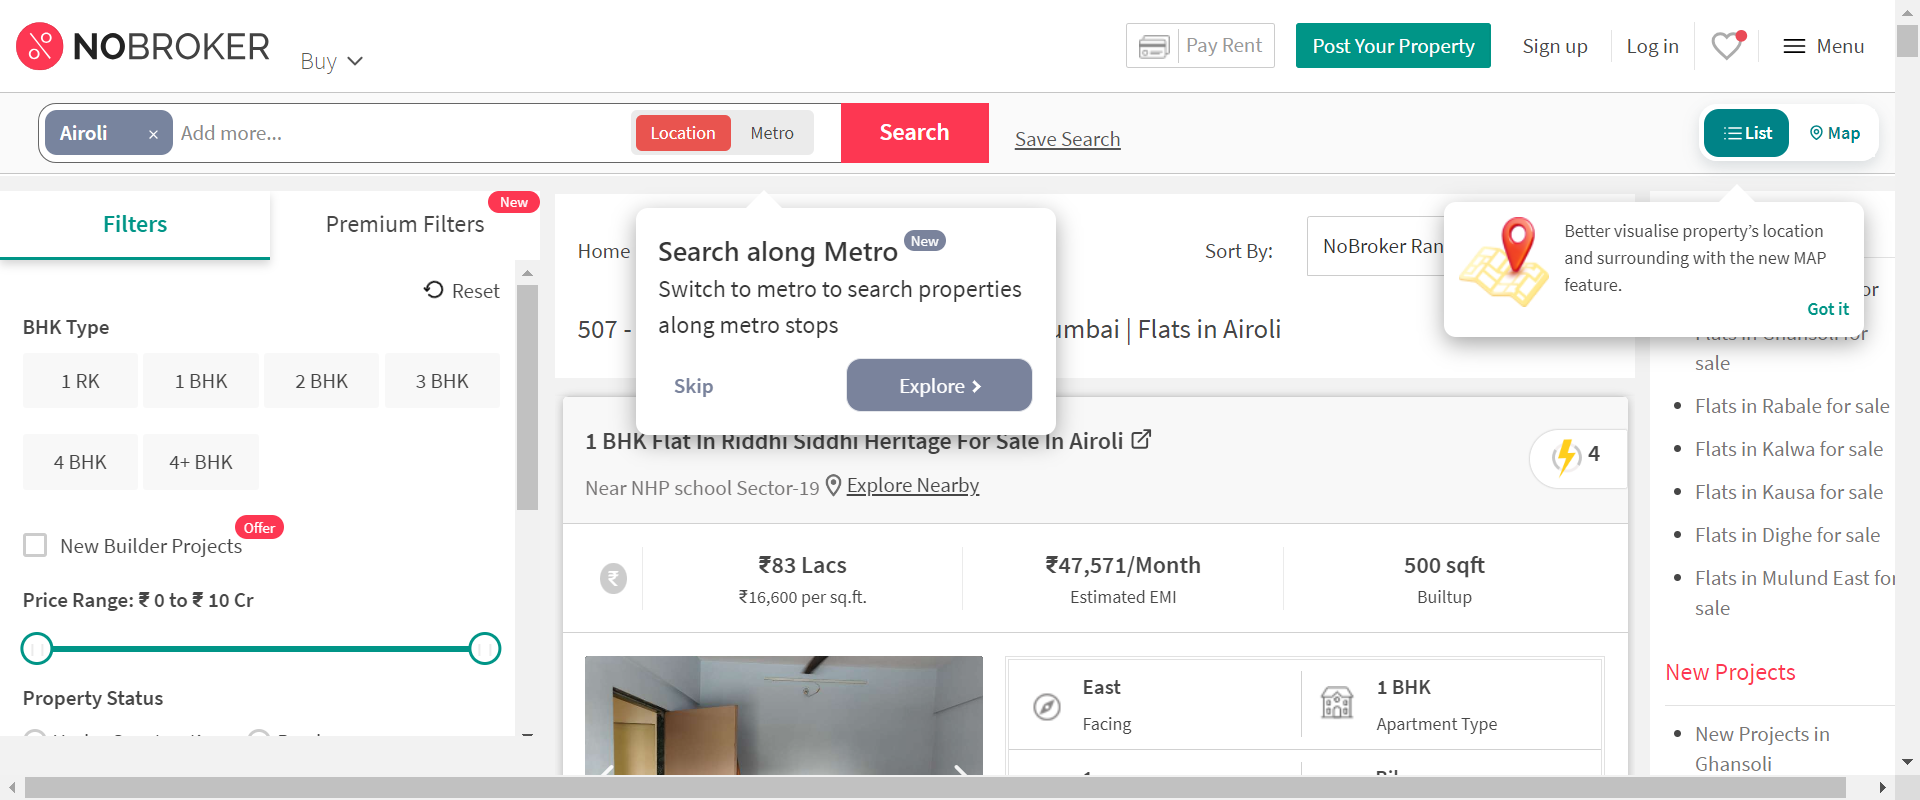 NOBROKER
Buy
Pay Rent
Post Your Property
Sign up
Log in
Menu
Airoli ×
Add more...
Location
Metro
Search
Save Search
List
Map
Filters
Premium Filters
New
Reset
BHK Type
1 RK
1 BHK
2 BHK
3 BHK
4 BHK
4+ BHK
New Builder Projects
Offer
Price Range: ₹ 0 to ₹ 10 Cr
Property Status
Home
Sort By:
NoBroker Ran
507 -
umbai | Flats in Airoli
Search along Metro
New
Switch to metro to search properties
along metro stops
Skip
Explore
Better visualise property’s location
and surrounding with the new MAP
feature.
Got it
1 BHK Flat In Riddhi Siddhi Heritage For Sale In Airoli
Near NHP school Sector-19
Explore Nearby
4
₹83 Lacs
₹16,600 per sq.ft.
₹47,571/Month
Estimated EMI
500 sqft
Builtup
East
Facing
1 BHK
Apartment Type
or
Flats in Ghansoli for
sale
Flats in Rabale for sale
Flats in Kalwa for sale
Flats in Kausa for sale
Flats in Dighe for sale
Flats in Mulund East for
sale
New Projects
New Projects in
Ghansoli